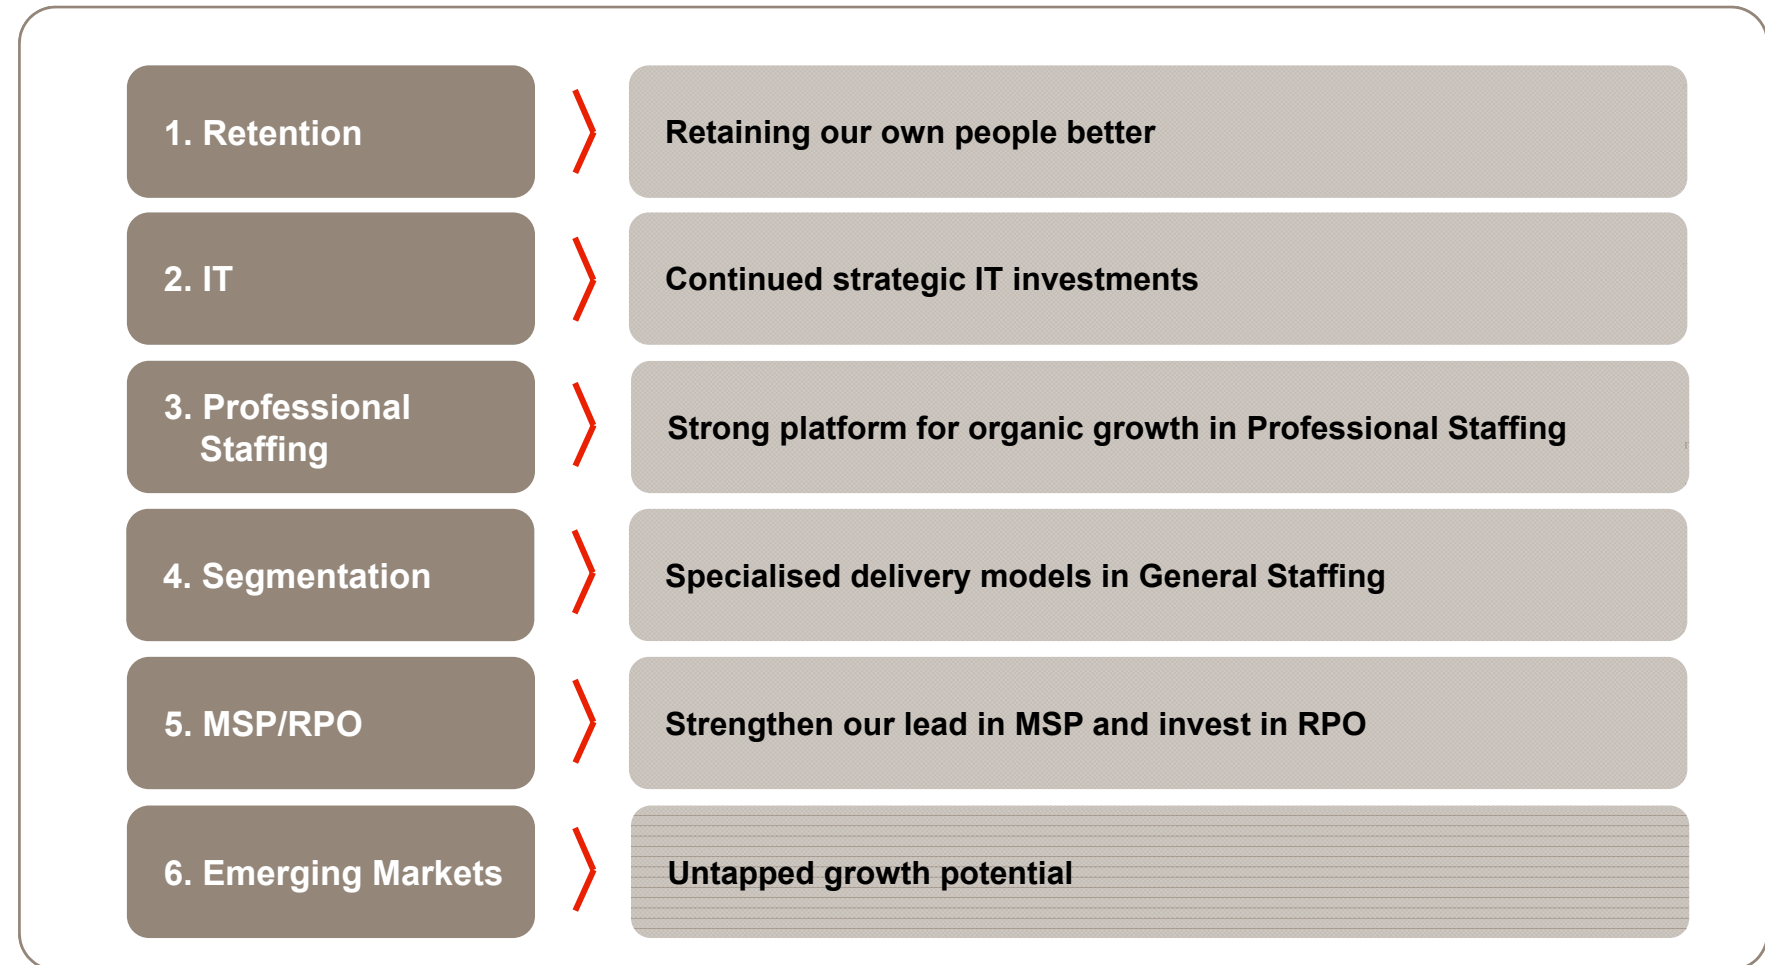 1. Retention
Retaining our own people better
2. IT
Continued strategic IT investments
3. Professional
Staffing
Strong platform for organic growth in Professional Staffing
4. Segmentation
Specialised delivery models in General Staffing
5. MSP/RPO
Strengthen our lead in MSP and invest in RPO
6. Emerging Markets
Untapped growth potential